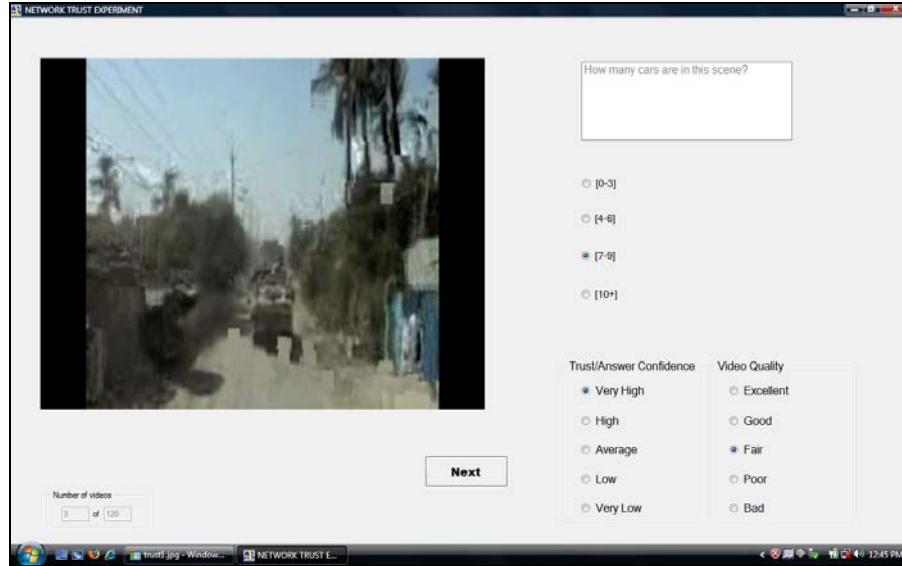 NETWORK TRUST EXPERIMENT
How many cars are in this scene?
[0-3]
[4-6]
[7-9]
[10+]
Trust/Answer Confidence
Very High
High
Average
Low
Very Low
Video Quality
Excellent
Good
Fair
Poor
Bad
Next
Number of videos
3 of 120
trust1.jpg - Window...
NETWORK TRUST E...
12:45 PM